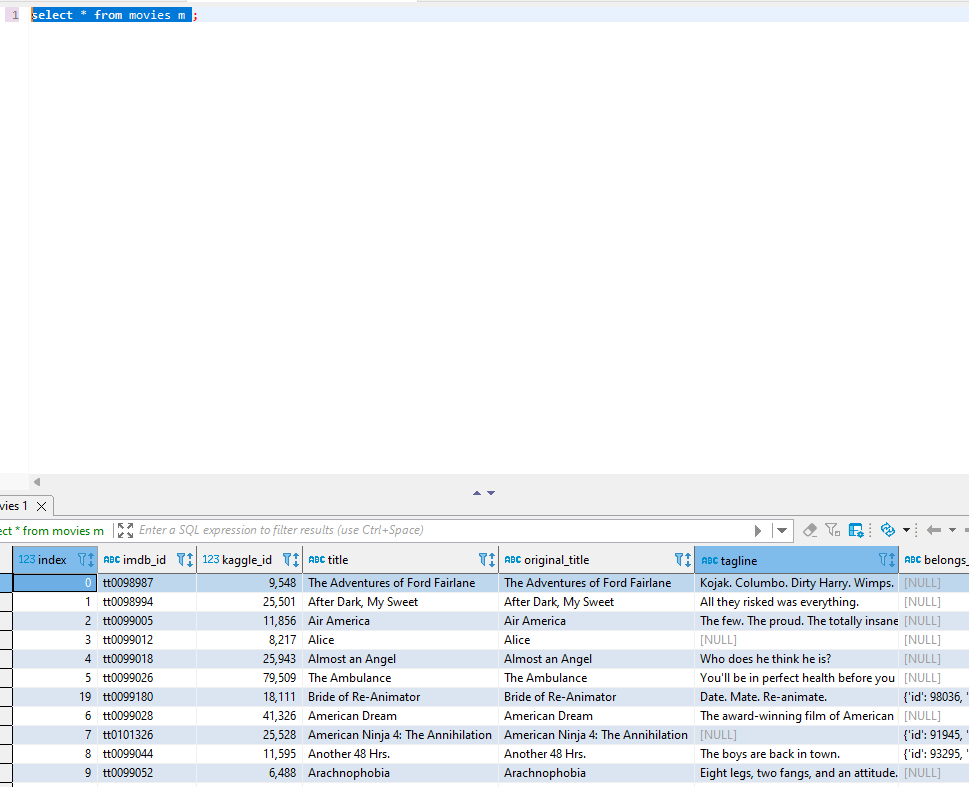 1 select * from movies m ;
vies 1
ect * from movies m Enter a SQL expression to filter results (use Ctrl+Space)
123 index ABC imdb_id 123 kaggle_id ABC title ABC original_title ABC tagline ABC belongs_
0 tt0098987 9,548 The Adventures of Ford Fairlane The Adventures of Ford Fairlane Kojak. Columbo. Dirty Harry. Wimps. [NULL]
1 tt0098994 25,501 After Dark, My Sweet After Dark, My Sweet All they risked was everything. [NULL]
2 tt0099005 11,856 Air America Air America The few. The proud. The totally insane [NULL]
3 tt0099012 8,217 Alice Alice [NULL] [NULL]
4 tt0099018 25,943 Almost an Angel Almost an Angel Who does he think he is? [NULL]
5 tt0099026 79,509 The Ambulance The Ambulance You'll be in perfect health before you [NULL]
19 tt0099180 18,111 Bride of Re-Animator Bride of Re-Animator Date. Mate. Re-animate. {'id': 98036, '
6 tt0099028 41,326 American Dream American Dream The award-winning film of American [NULL]
7 tt0101326 25,528 American Ninja 4: The Annihilation American Ninja 4: The Annihilation [NULL] {'id': 91945, '
8 tt0099044 11,595 Another 48 Hrs. Another 48 Hrs. The boys are back in town. {'id': 93295, '
9 tt0099052 6,488 Arachnophobia Arachnophobia Eight legs, two fangs, and an attitude. [NULL]